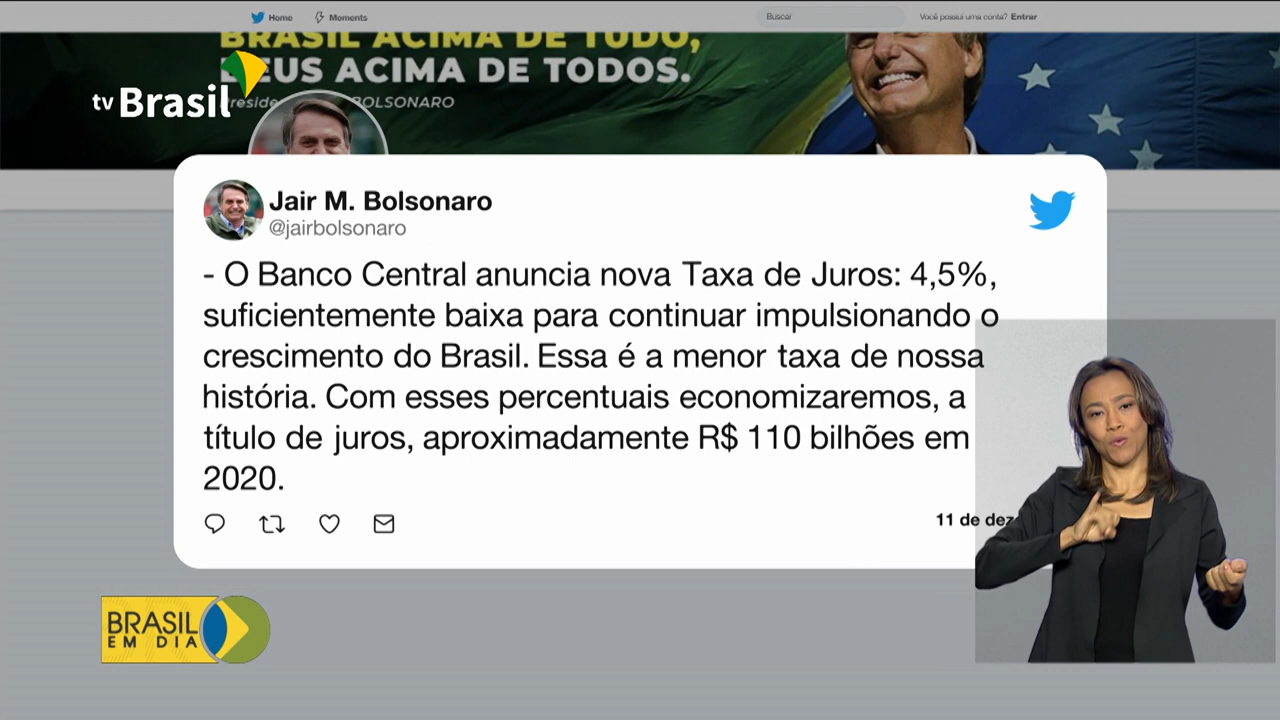 Home Moments Buscar Você possui uma conta? Entrar
BRASIL ACIMA DE TUDO,
DEUS ACIMA DE TODOS.
tv Brasil
BOLSONARO
Jair M. Bolsonaro
@jairbolsonaro
- O Banco Central anuncia nova Taxa de Juros: 4,5%,
suficientemente baixa para continuar impulsionando o
crescimento do Brasil. Essa é a menor taxa de nossa
história. Com esses percentuais economizaremos, a
título de juros, aproximadamente R$ 110 bilhões em
2020.
11 de dez
BRASIL
EM DIA